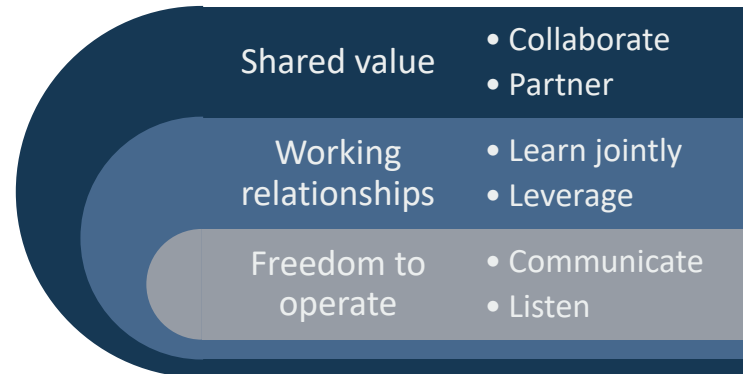 Shared value
• Collaborate
• Partner
Working
relationships
• Learn jointly
• Leverage
Freedom to
operate
• Communicate
• Listen